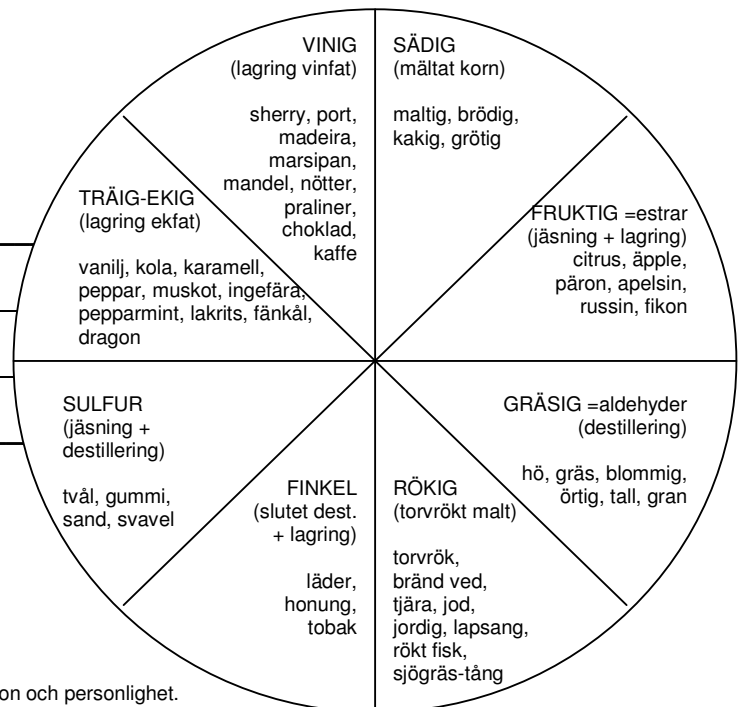 VINIG
(lagring vinfat)
sherry, port,
madeira,
marsipan,
mandel, nötter,
praliner,
choklad,
kaffe
SÄDIG
(mältat korn)
maltig, brödig,
kakig, grötig
FRUKTIG =estrar
(jäsning + lagring)
citrus, äpple,
päron, apelsin,
russin, fikon
GRÄSIG =aldehyder
(destillering)
hö, gräs, blommig,
örtig, tall, gran
RÖKIG
(torvrökt malt)
torvrök,
bränd ved,
tjära, jod,
jordig, lapsang,
rökt fisk,
sjögräs-tång
FINKEL
(slutet dest.
+ lagring)
läder,
honung,
tobak
SULFUR
(jäsning +
destillering)
tvål, gummi,
sand, svavel
TRÄIG-EKIG
(lagring ekfat)
vanilj, kola, karamell,
peppar, muskot, ingefära,
pepparmint, lakrits, fänkål,
dragon
on och personlighet.